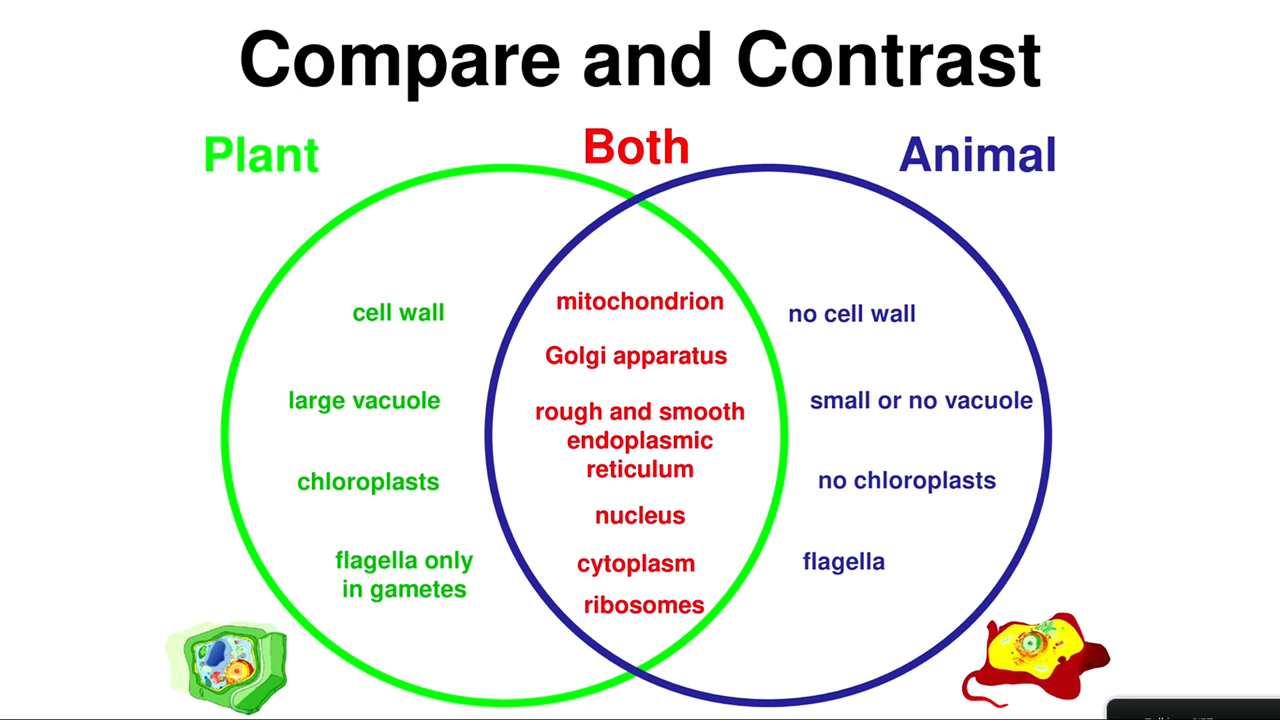 Compare and Contrast
Plant
Both
Animal
cell wall
large vacuole
chloroplasts
flagella only
in gametes
mitochondrion
Golgi apparatus
rough and smooth
endoplasmic
reticulum
nucleus
cytoplasm
ribosomes
no cell wall
small or no vacuole
no chloroplasts
flagella